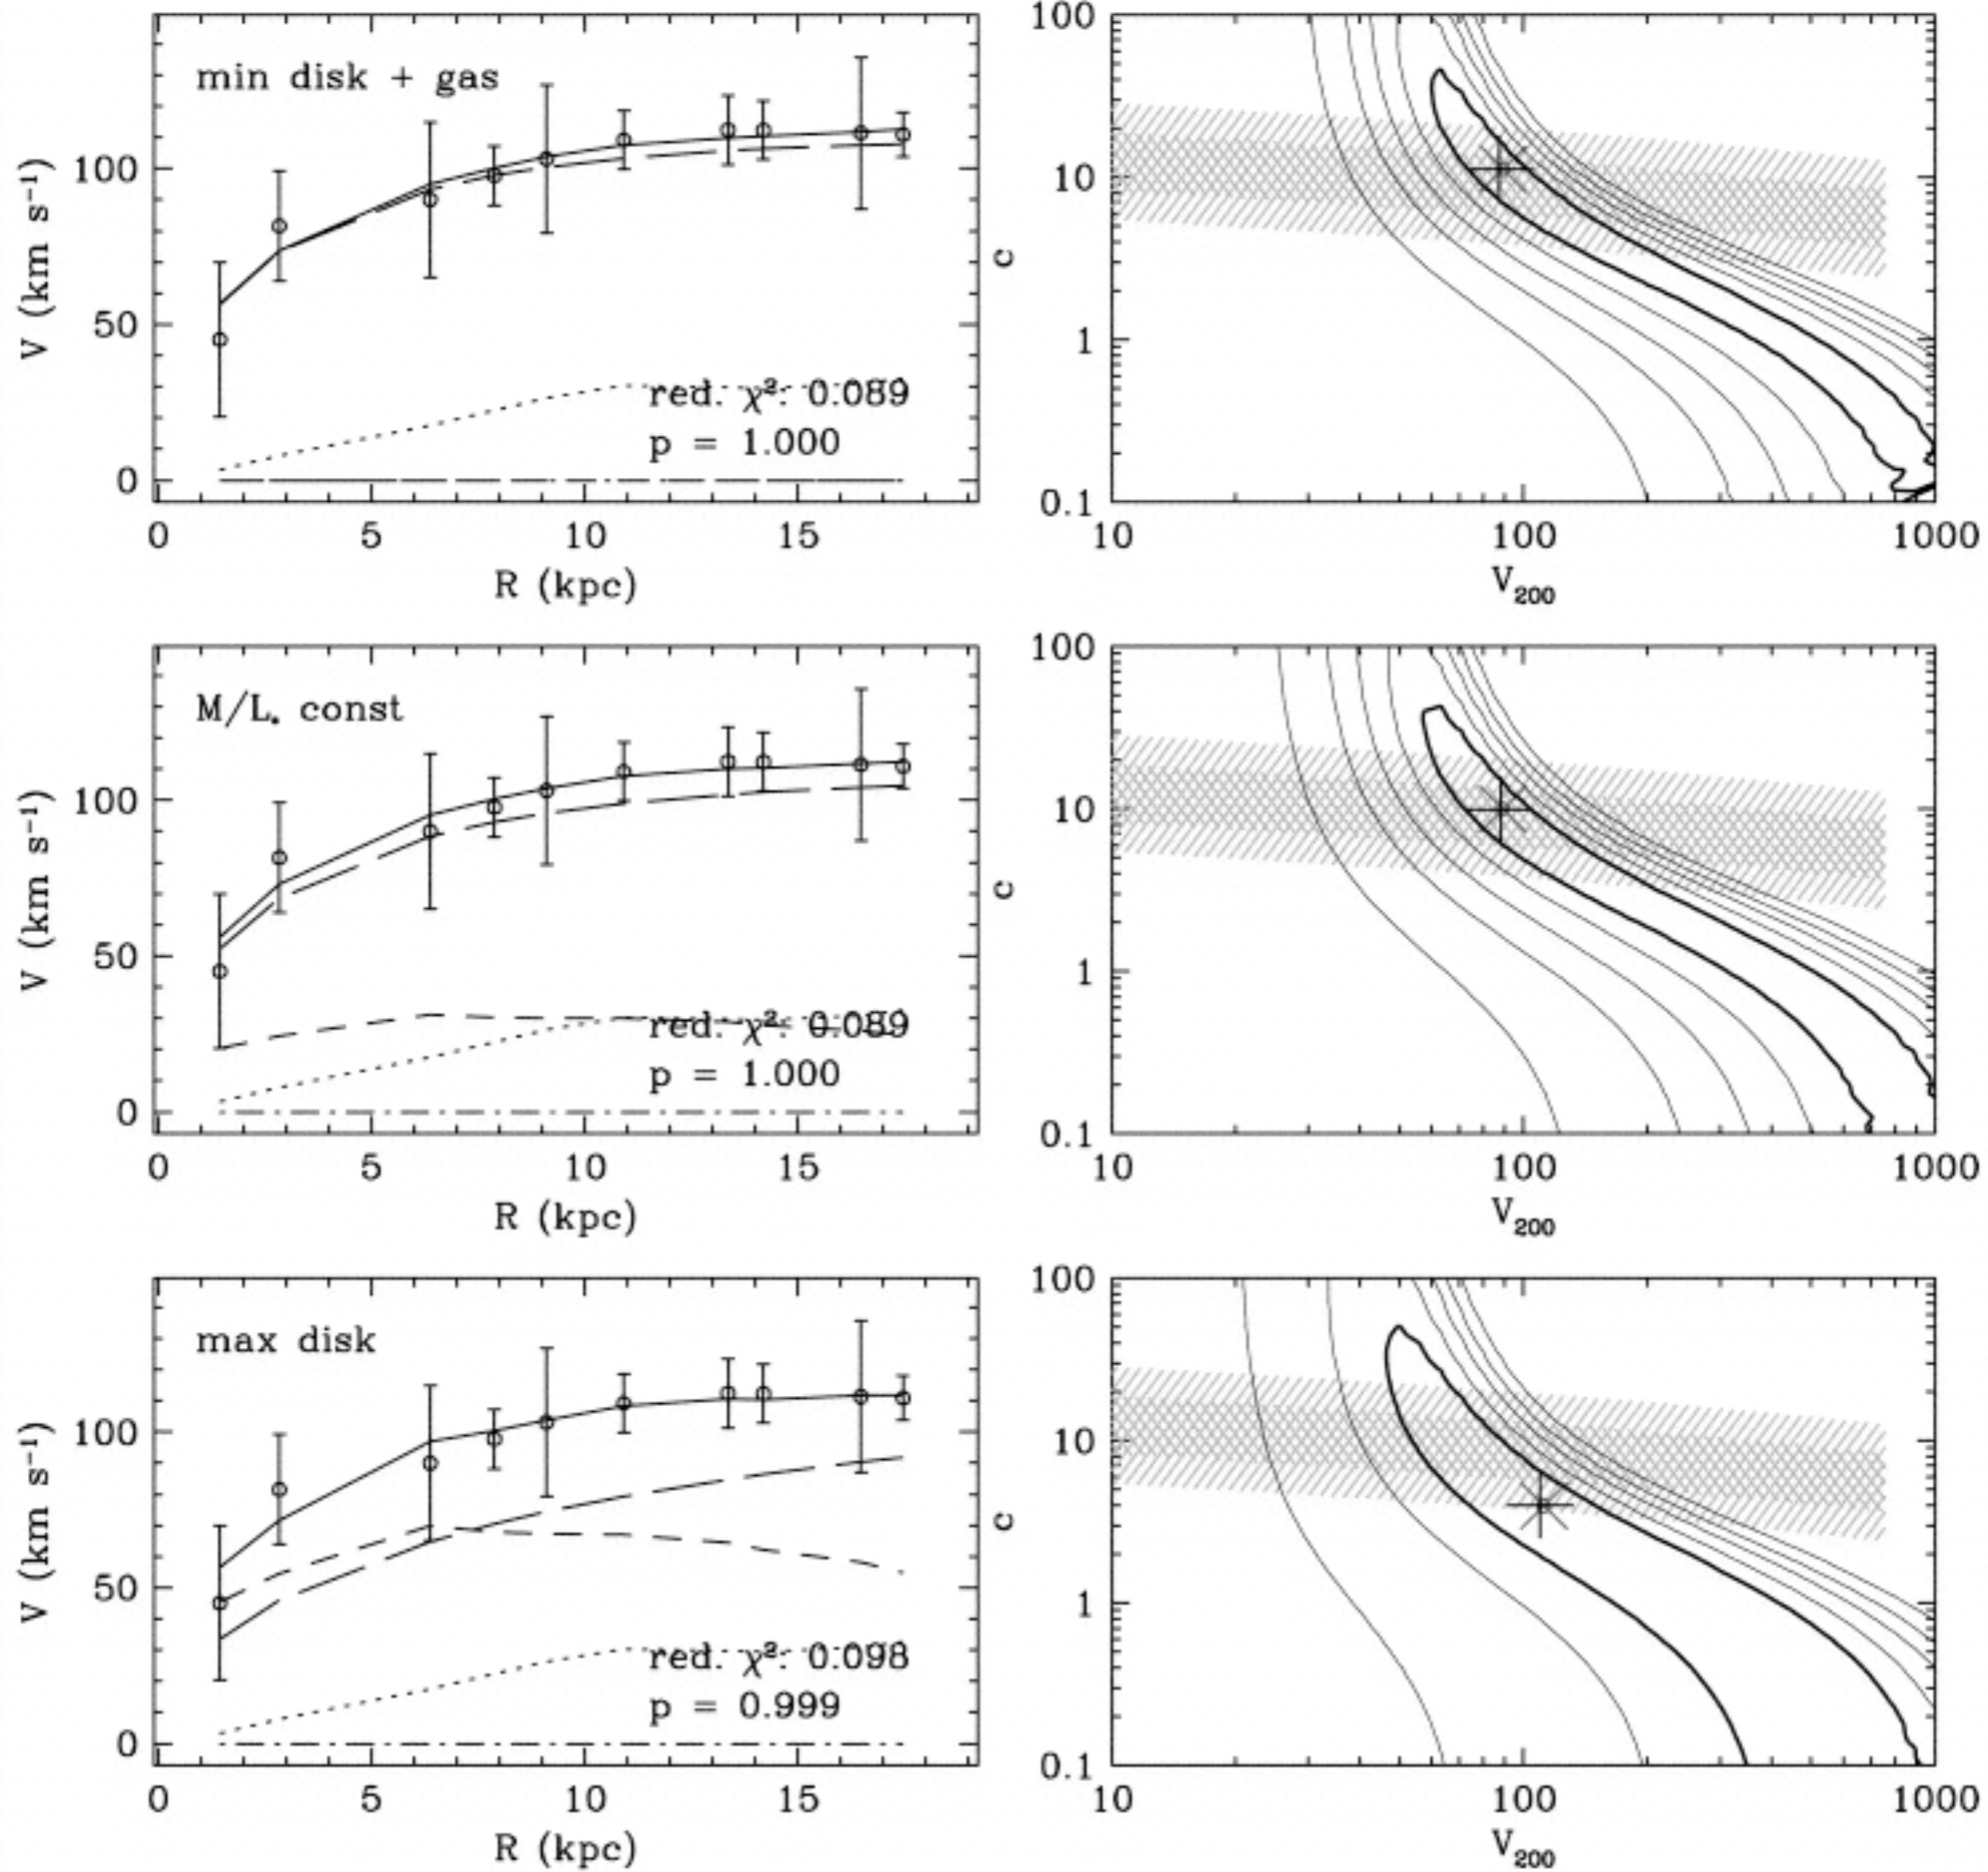 min disk + gas
V (km s⁻¹)
100
50
0
red. χ²: 0.089
p = 1.000
0 5 10 15
R (kpc)
c
100
10
1
0.1
10 100 1000
V₂₀₀
M/L* const
V (km s⁻¹)
100
50
0
red. χ²: 0.089
p = 1.000
0 5 10 15
R (kpc)
c
100
10
1
0.1
10 100 1000
V₂₀₀
max disk
V (km s⁻¹)
100
50
0
red. χ²: 0.098
p = 0.999
0 5 10 15
R (kpc)
c
100
10
1
0.1
10 100 1000
V₂₀₀